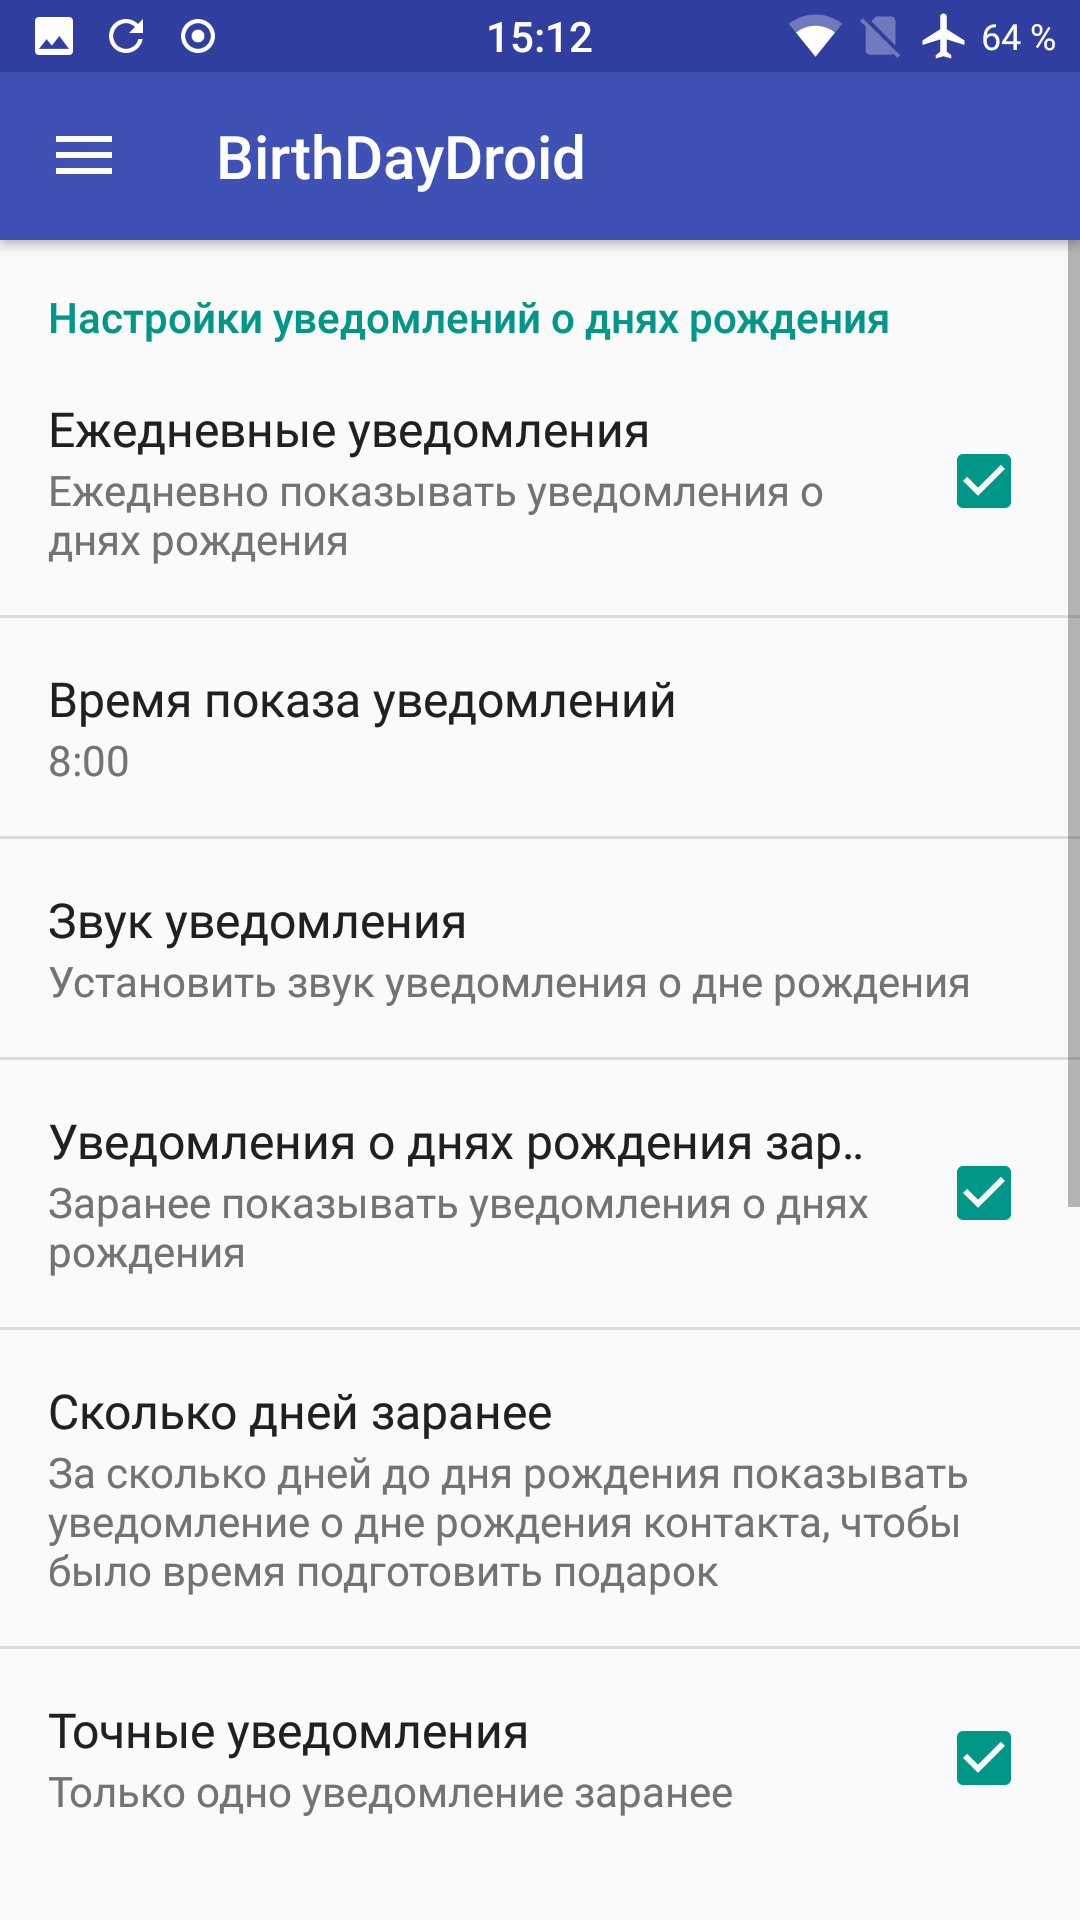 15:12
64 %
BirthDayDroid
Настройки уведомлений о днях рождения
Ежедневные уведомления
Ежедневно показывать уведомления о
днях рождения
Время показа уведомлений
8:00
Звук уведомления
Установить звук уведомления о дне рождения
Уведомления о днях рождения зар..
Заранее показывать уведомления о днях
рождения
Сколько дней заранее
За сколько дней до дня рождения показывать
уведомление о дне рождения контакта, чтобы
было время подготовить подарок
Точные уведомления
Только одно уведомление заранее